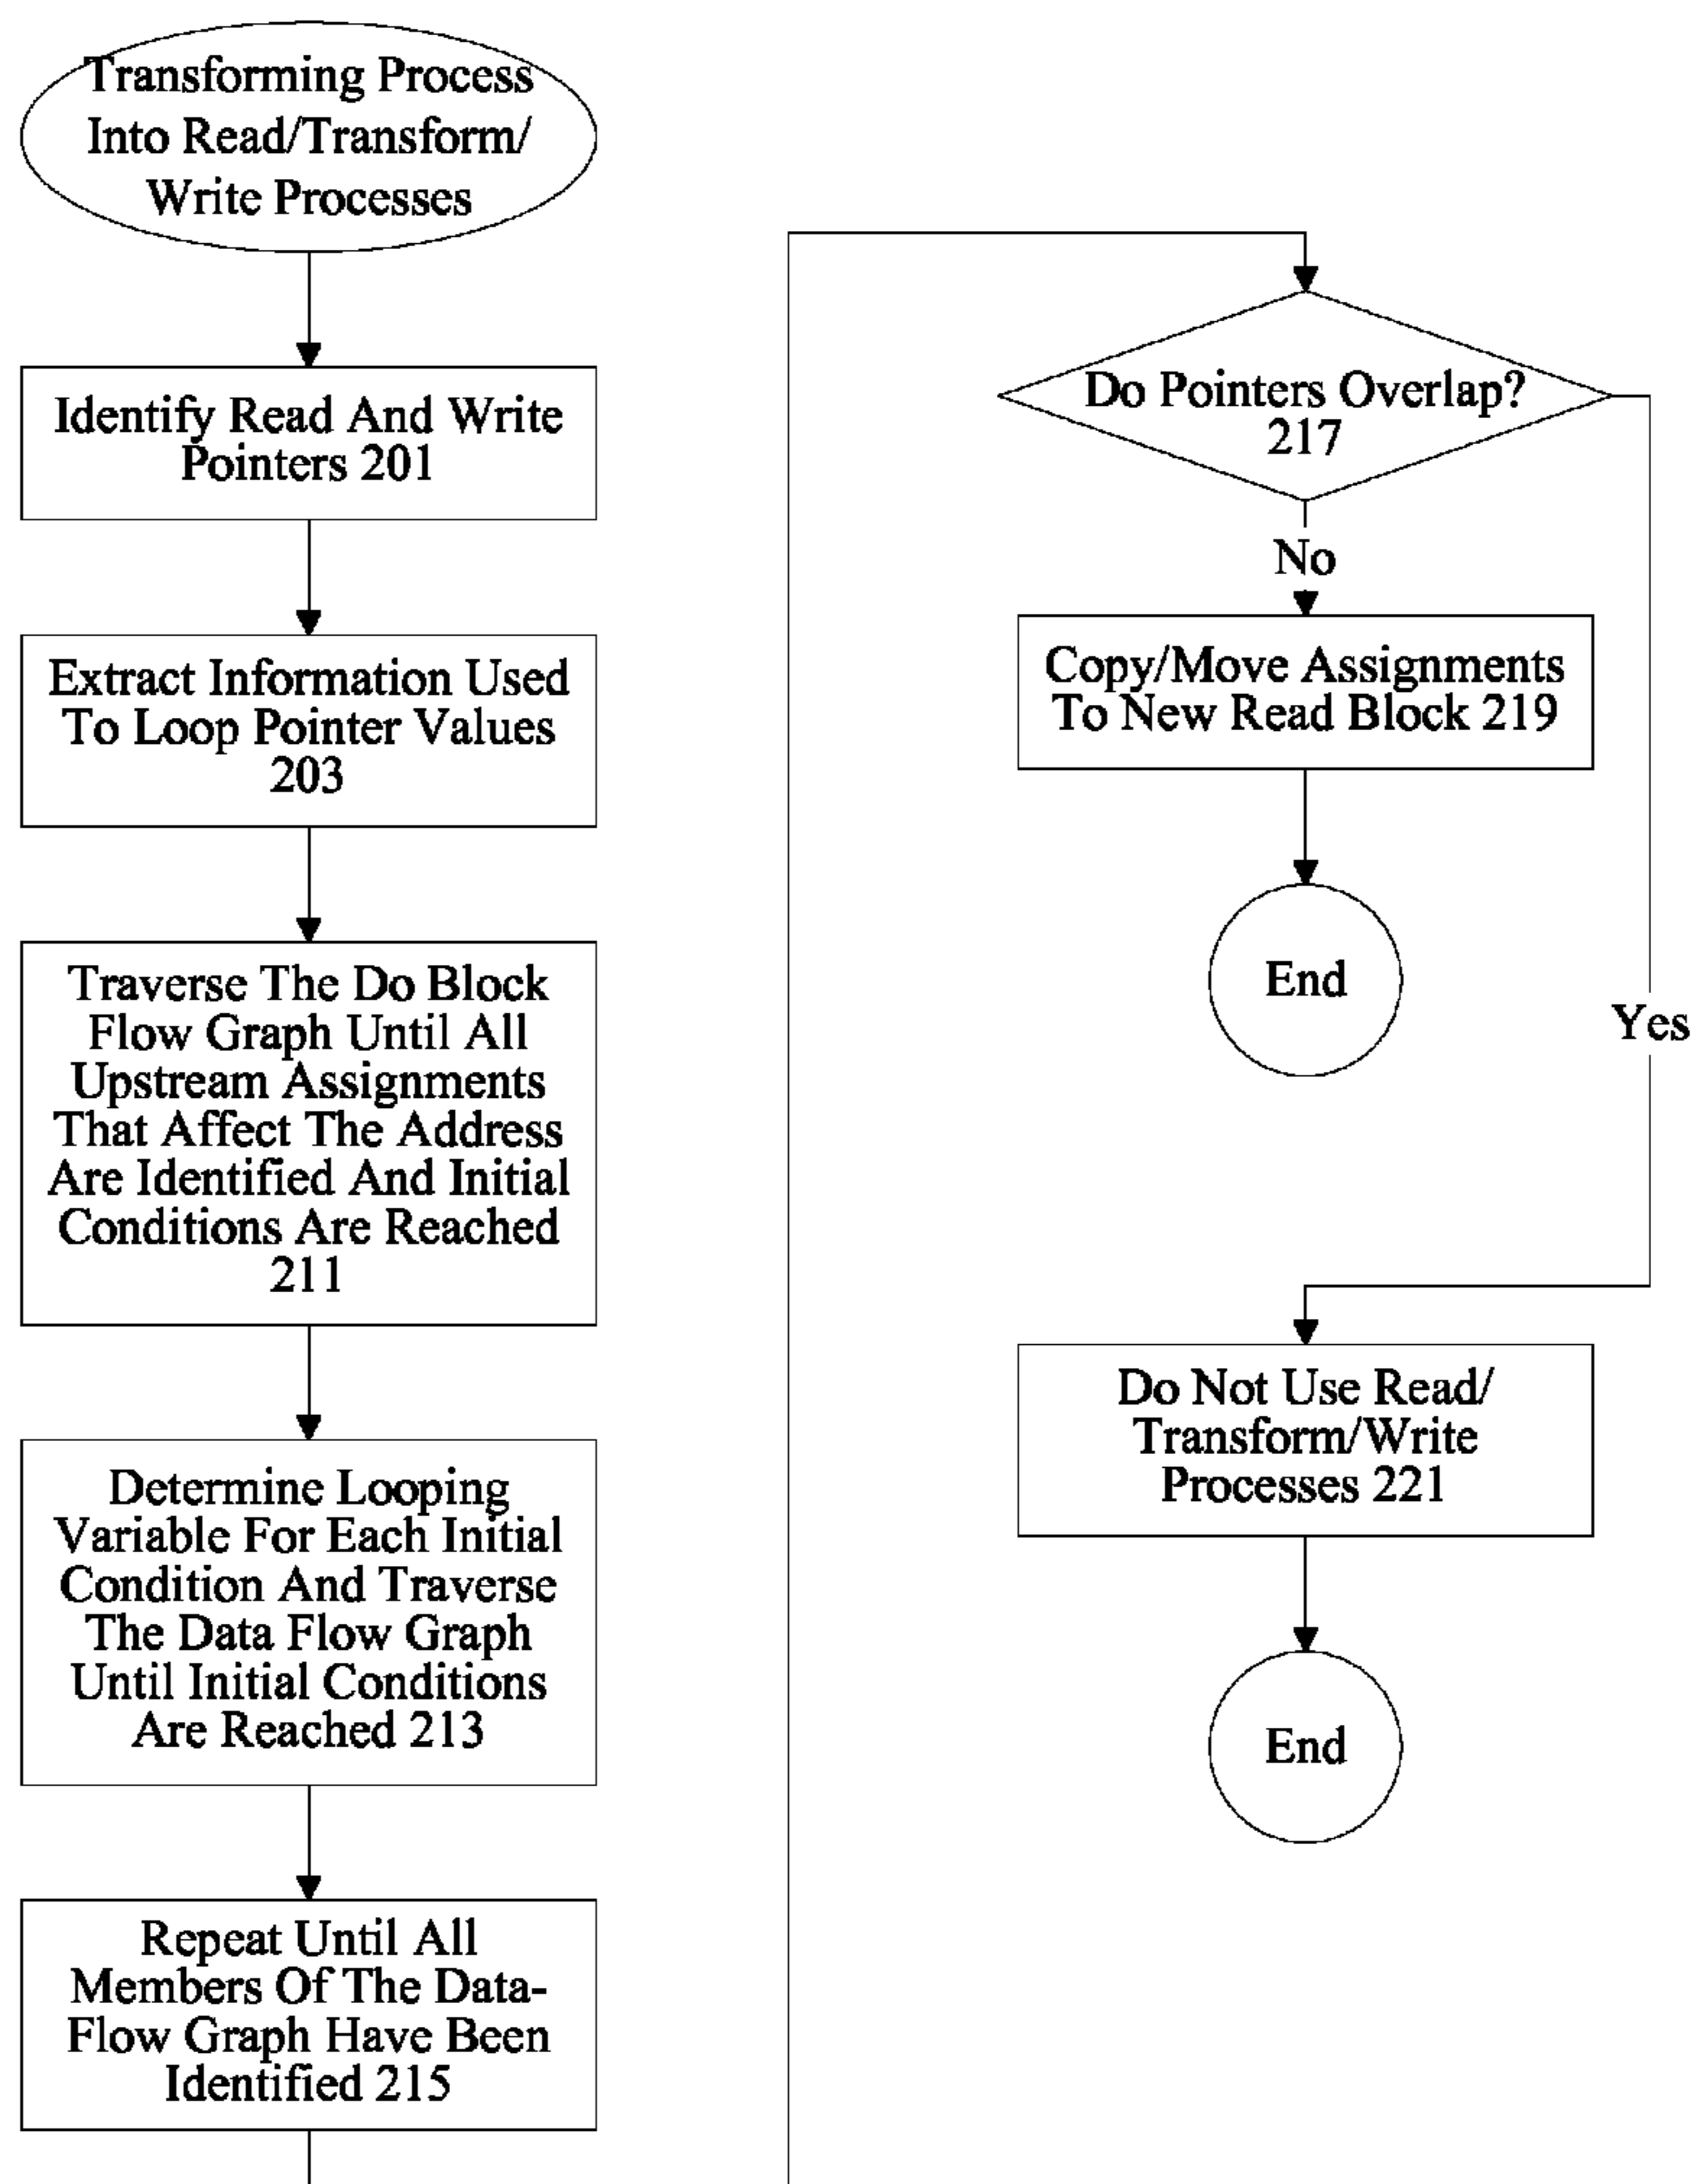 Transforming Process
Into Read/Transform/
Write Processes
Identify Read And Write
Pointers 201
Extract Information Used
To Loop Pointer Values
203
Traverse The Do Block
Flow Graph Until All
Upstream Assignments
That Affect The Address
Are Identified And Initial
Conditions Are Reached
211
Determine Looping
Variable For Each Initial
Condition And Traverse
The Data Flow Graph
Until Initial Conditions
Are Reached 213
Repeat Until All
Members Of The Data-
Flow Graph Have Been
Identified 215
Do Pointers Overlap?
217
No
Copy/Move Assignments
To New Read Block 219
End
Yes
Do Not Use Read/
Transform/Write
Processes 221
End